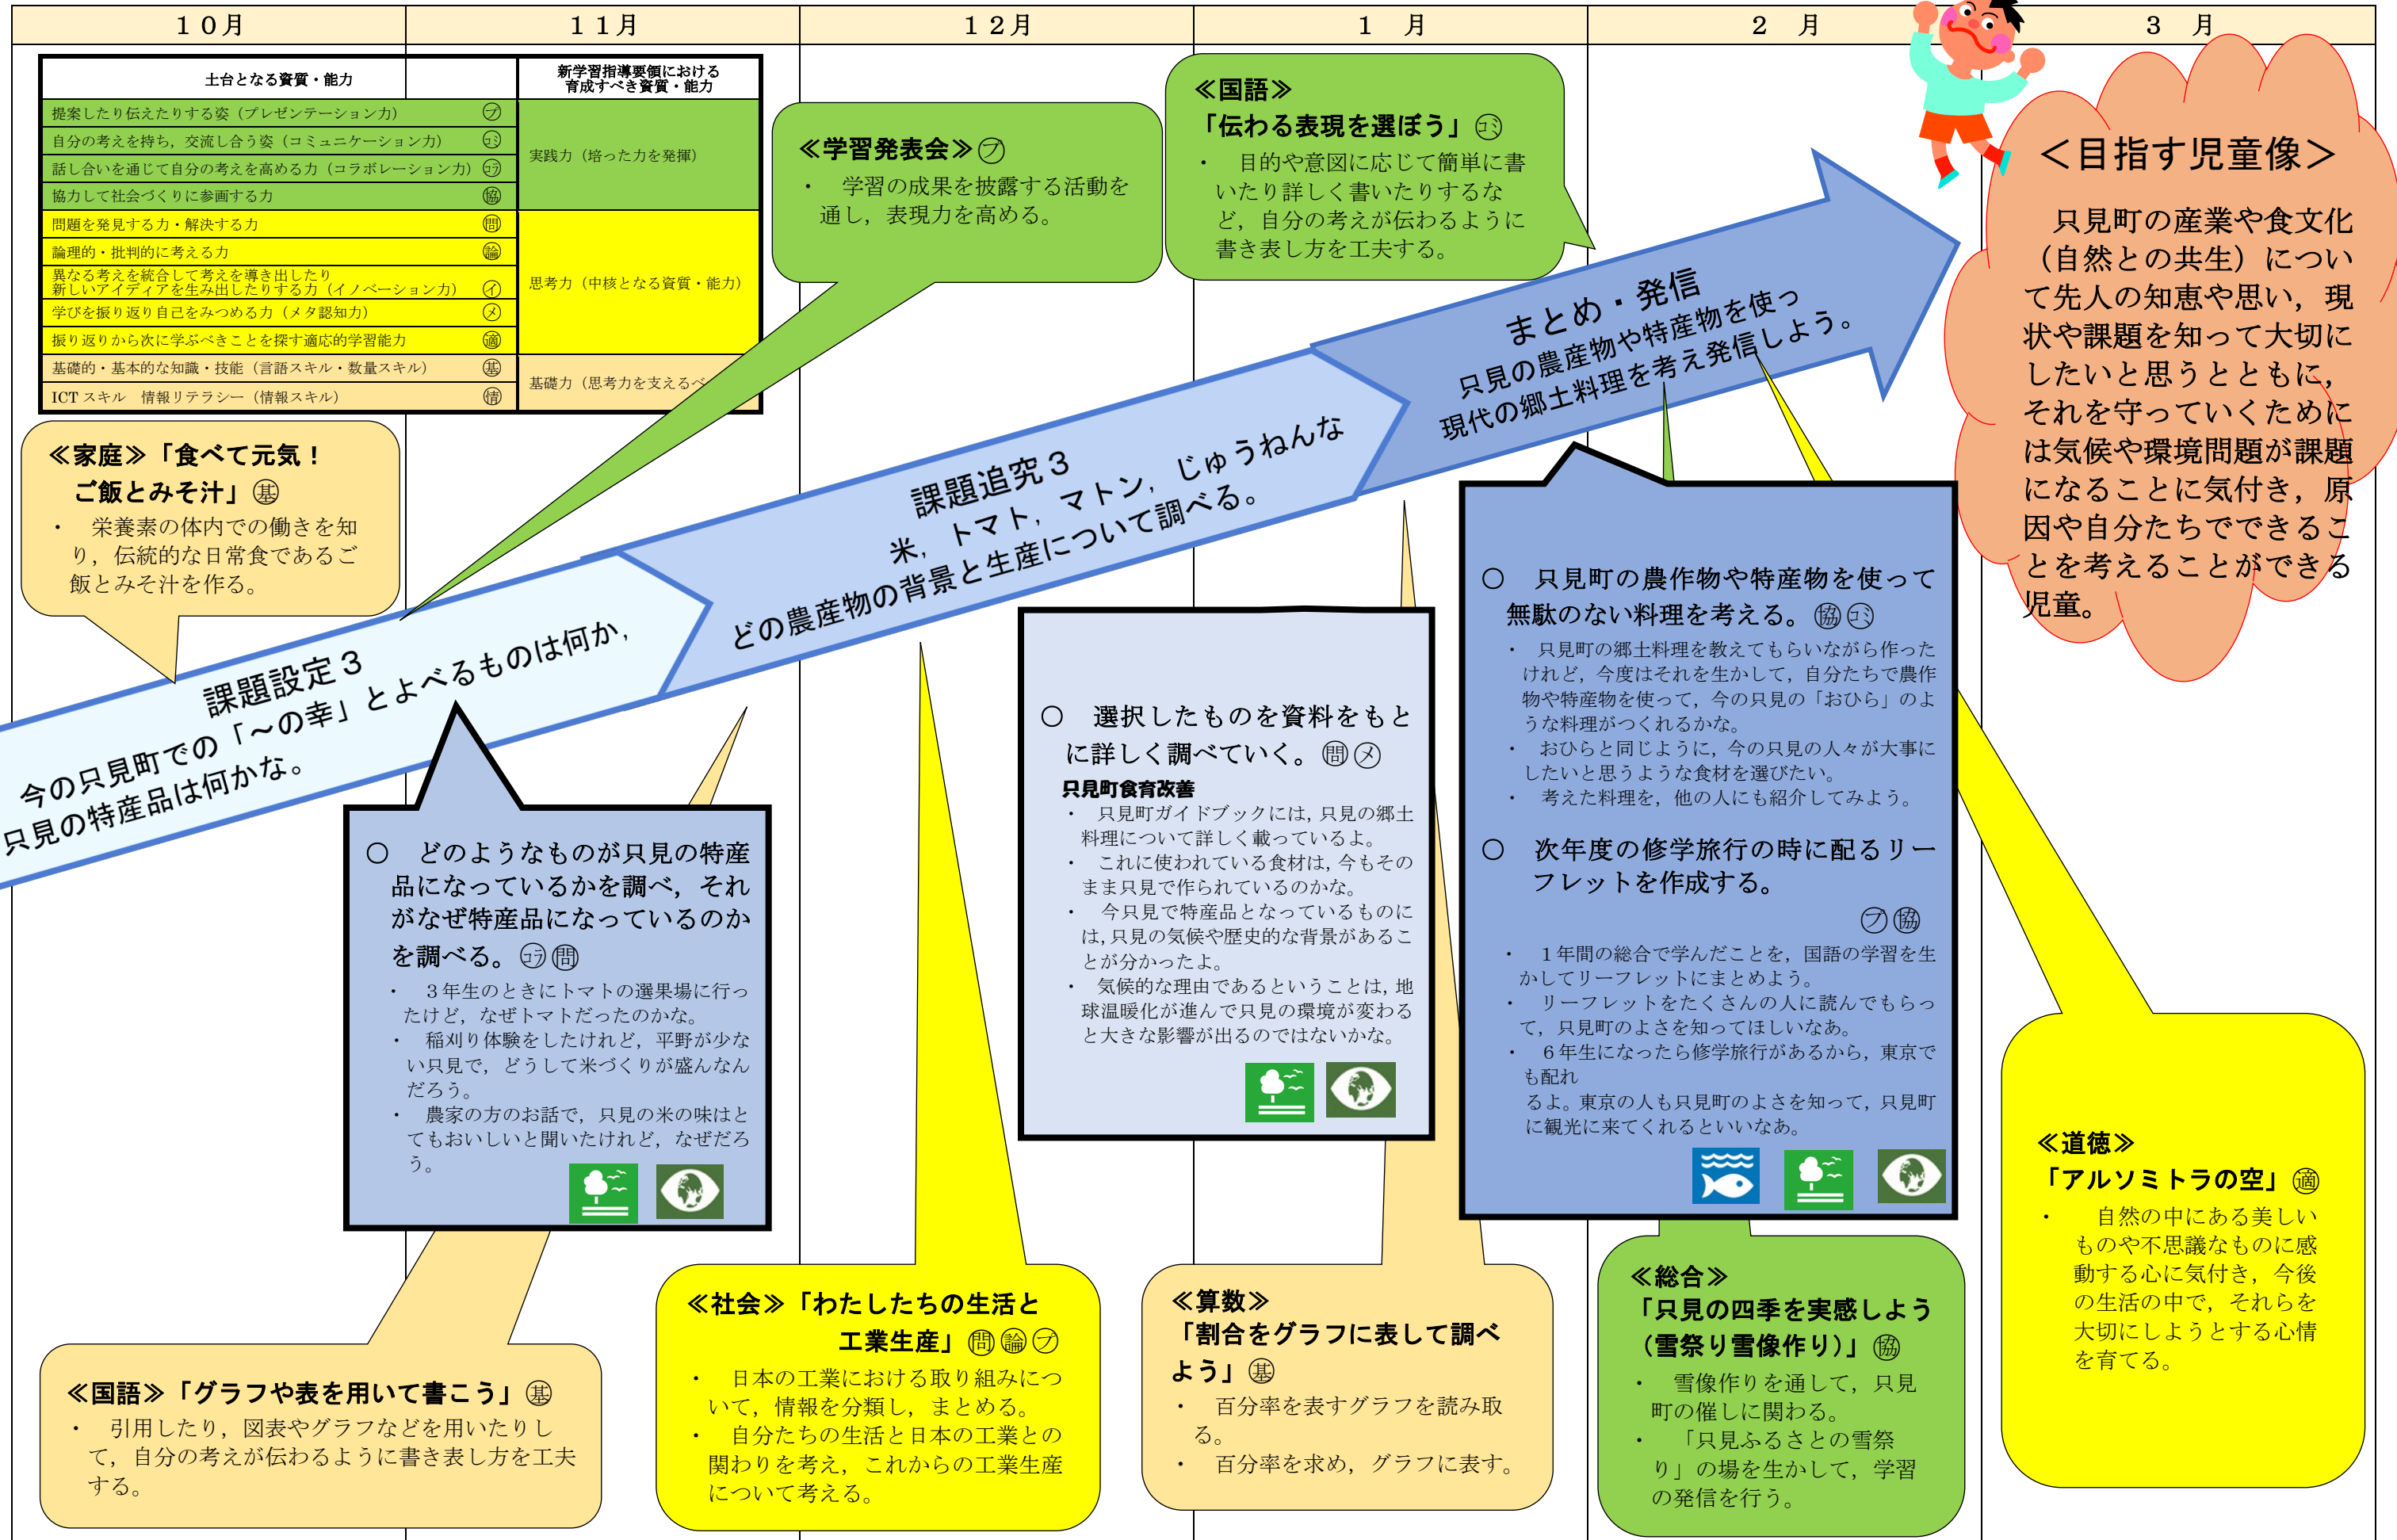 １０月
１１月
１２月
１　月
２　月
３　月
土台となる資質・能力
新学習指導要領における
育成すべき資質・能力
提案したり伝えたりする姿（プレゼンテーション力）　プ
自分の考えを持ち，交流し合う姿（コミュニケーション力）　コミ
話し合いを通じて自分の考えを高める力（コラボレーション力）　コラ
協力して社会づくりに参画する力　協
実践力（培った力を発揮）
問題を発見する力・解決する力　問
論理的・批判的に考える力　論
異なる考えを統合して考えを導き出したり
新しいアイディアを生み出したりする力（イノベーション力）　イ
学びを振り返り自己をみつめる力（メタ認知力）　メ
振り返りから次に学ぶべきことを探す適応的学習能力　適
思考力（中核となる資質・能力）
基礎的・基本的な知識・技能（言語スキル・数量スキル）　基
ICT スキル　情報リテラシー（情報スキル）　情
基礎力（思考力を支えるべ
≪学習発表会≫プ
・　学習の成果を披露する活動を
通し，表現力を高める。
≪国語≫
「伝わる表現を選ぼう」コミ
・　目的や意図に応じて簡単に書
いたり詳しく書いたりするな
ど，自分の考えが伝わるように
書き表し方を工夫する。
＜目指す児童像＞
只見町の産業や食文化
（自然との共生）につい
て先人の知恵や思い，現
状や課題を知って大切に
したいと思うとともに，
それを守っていくために
は気候や環境問題が課題
になることに気付き，原
因や自分たちでできるこ
とを考えることができる
児童。
≪家庭≫「食べて元気！
ご飯とみそ汁」基
・　栄養素の体内での働きを知
り，伝統的な日常食であるご
飯とみそ汁を作る。
課題設定３
今の只見町での「～の幸」とよべるものは何か，
只見の特産品は何かな。
課題追究３
米，トマト，マトン，じゅうねんな
どの農産物の背景と生産について調べる。
まとめ・発信
只見の農産物や特産物を使っ
現代の郷土料理を考え発信しよう。
〇　どのようなものが只見の特産
品になっているかを調べ，それ
がなぜ特産品になっているのか
を調べる。コラ問
・　３年生のときにトマトの選果場に行っ
たけど，なぜトマトだったのかな。
・　稲刈り体験をしたけれど，平野が少な
い只見で，どうして米づくりが盛んなん
だろう。
・　農家の方のお話で，只見の米の味はと
てもおいしいと聞いたけれど，なぜだろ
う。
〇　選択したものを資料をもと
に詳しく調べていく。問メ
只見町食育改善
・　只見町ガイドブックには，只見の郷土
料理について詳しく載っているよ。
・　これに使われている食材は，今もその
まま只見で作られているのかな。
・　今只見で特産品となっているものに
は，只見の気候や歴史的な背景があるこ
とが分かったよ。
・　気候的な理由であるということは，地
球温暖化が進んで只見の環境が変わる
と大きな影響が出るのではないかな。
〇　只見町の農作物や特産物を使って
無駄のない料理を考える。協コミ
・　只見町の郷土料理を教えてもらいながら作った
けれど，今度はそれを生かして，自分たちで農作
物や特産物を使って，今の只見の「おひら」のよ
うな料理がつくれるかな。
・　おひらと同じように，今の只見の人々が大事に
したいと思うような食材を選びたい。
・　考えた料理を，他の人にも紹介してみよう。
〇　次年度の修学旅行の時に配るリー
フレットを作成する。
プ協
・　１年間の総合で学んだことを，国語の学習を生
かしてリーフレットにまとめよう。
・　リーフレットをたくさんの人に読んでもらっ
て，只見町のよさを知ってほしいなあ。
・　６年生になったら修学旅行があるから，東京で
も配れ
るよ。東京の人も只見町のよさを知って，只見町
に観光に来てくれるといいなあ。
≪国語≫「グラフや表を用いて書こう」基
・　引用したり，図表やグラフなどを用いたりし
て，自分の考えが伝わるように書き表し方を工夫
する。
≪社会≫「わたしたちの生活と
工業生産」問論プ
・　日本の工業における取り組みにつ
いて，情報を分類し，まとめる。
・　自分たちの生活と日本の工業との
関わりを考え，これからの工業生産
について考える。
≪算数≫
「割合をグラフに表して調べ
よう」基
・　百分率を表すグラフを読み取
る。
・　百分率を求め，グラフに表す。
≪総合≫
「只見の四季を実感しよう
（雪祭り雪像作り）」協
・　雪像作りを通して，只見
町の催しに関わる。
・　「只見ふるさとの雪祭
り」の場を生かして，学習
の発信を行う。
≪道徳≫
「アルソミトラの空」適
・　自然の中にある美しい
ものや不思議なものに感
動する心に気付き，今後
の生活の中で，それらを
大切にしようとする心情
を育てる。